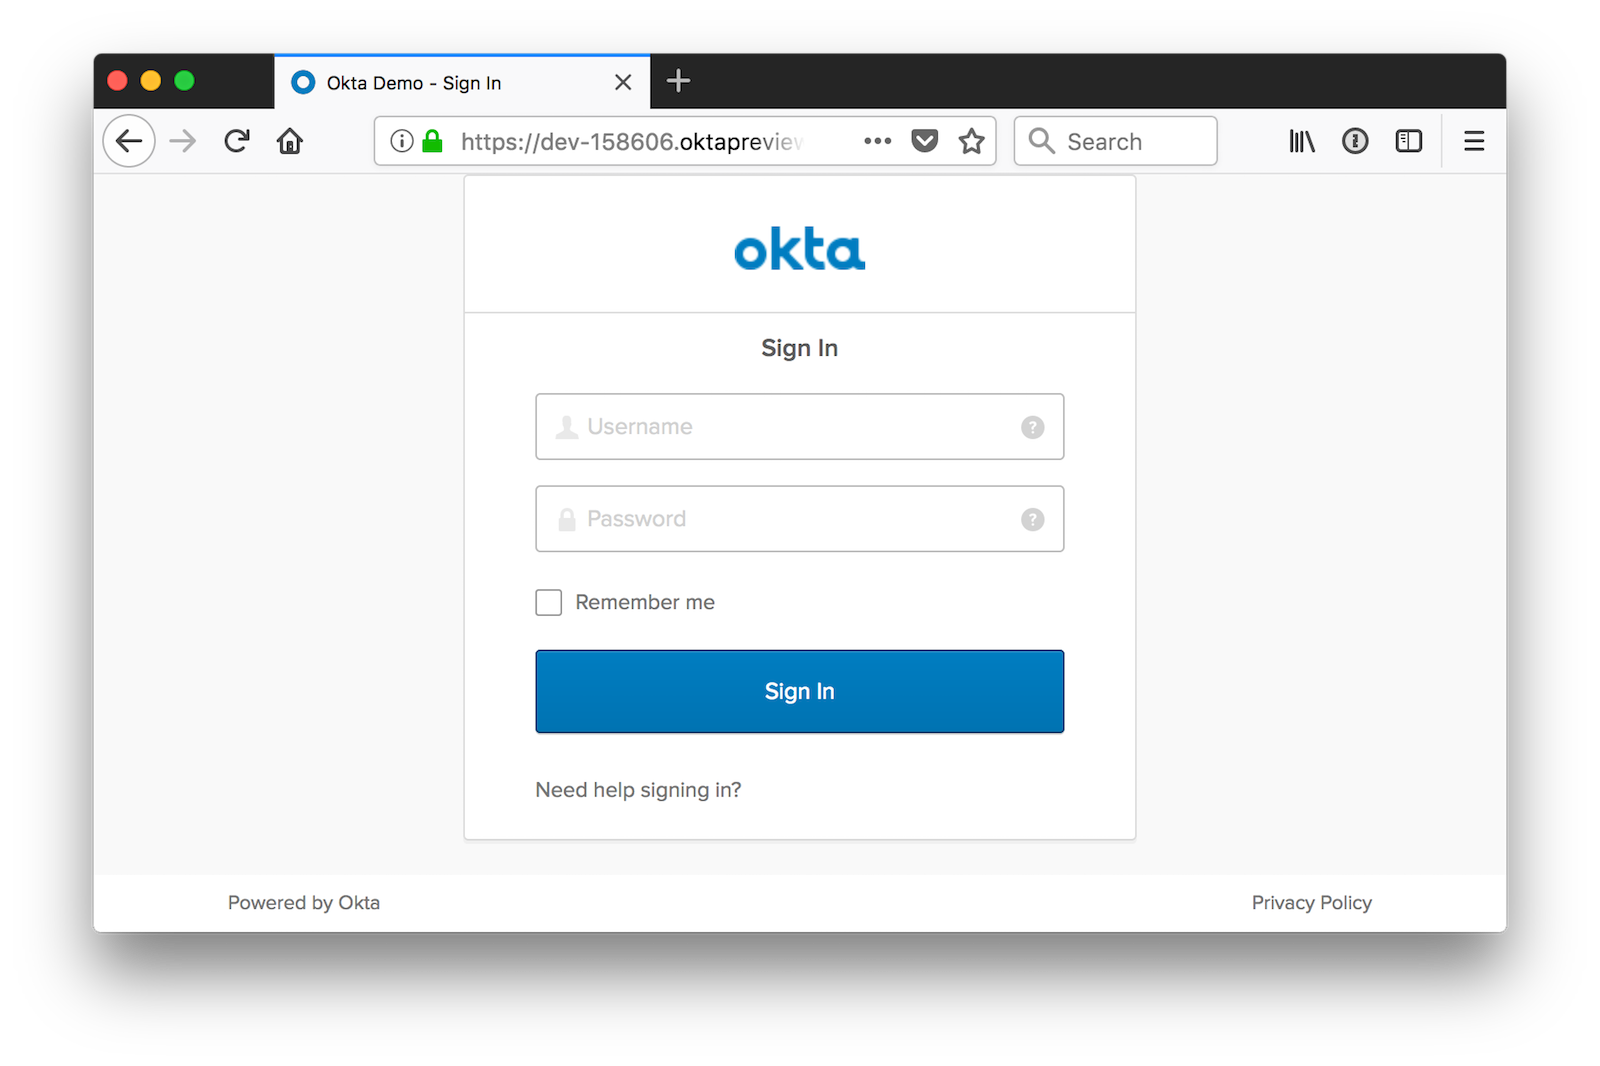 Okta Demo - Sign In
https://dev-158606.oktapreview
Search
okta
Sign In
Username
?
Password
?
Remember me
Sign In
Need help signing in?
Powered by Okta
Privacy Policy